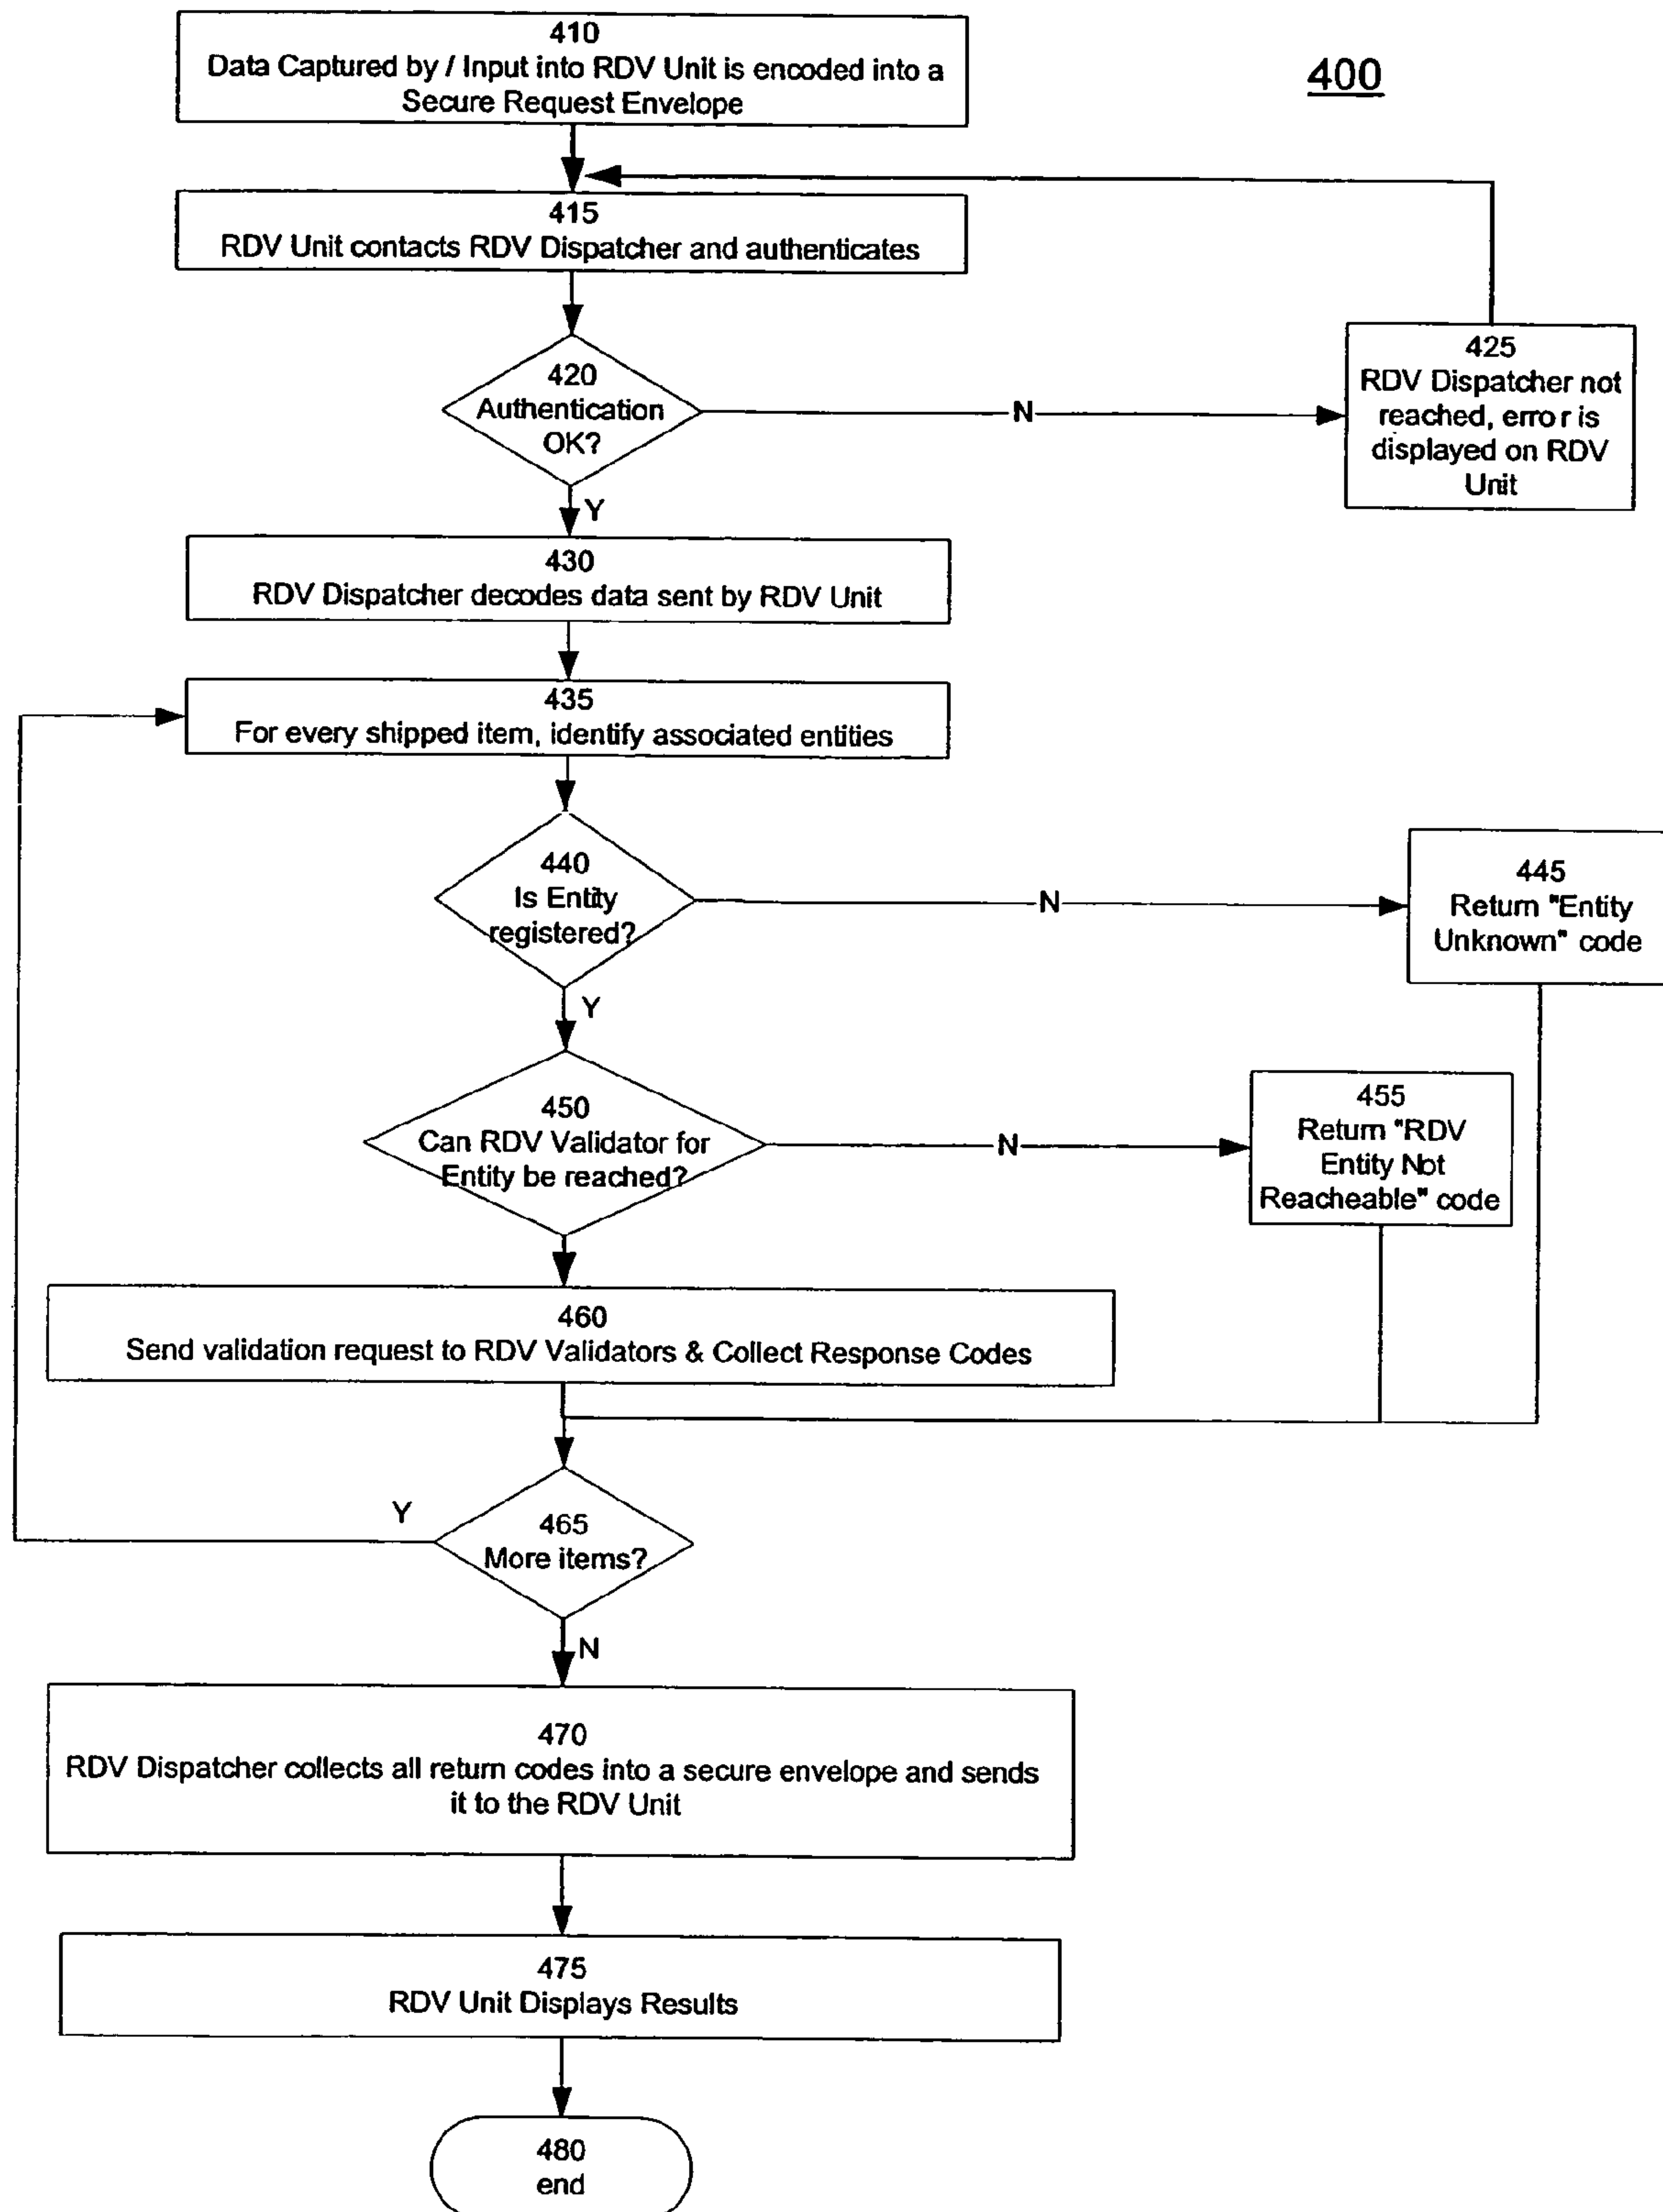 410
Data Captured by / Input into RDV Unit is encoded into a
Secure Request Envelope
400
415
RDV Unit contacts RDV Dispatcher and authenticates
420
Authentication
OK?
N
425
RDV Dispatcher not
reached, error is
displayed on RDV
Unit
Y
430
RDV Dispatcher decodes data sent by RDV Unit
435
For every shipped item, identify associated entities
440
Is Entity
registered?
N
445
Return "Entity
Unknown" code
Y
450
Can RDV Validator for
Entity be reached?
N
455
Return "RDV
Entity Not
Reacheable" code
460
Send validation request to RDV Validators & Collect Response Codes
Y
465
More items?
N
470
RDV Dispatcher collects all return codes into a secure envelope and sends
it to the RDV Unit
475
RDV Unit Displays Results
480
end